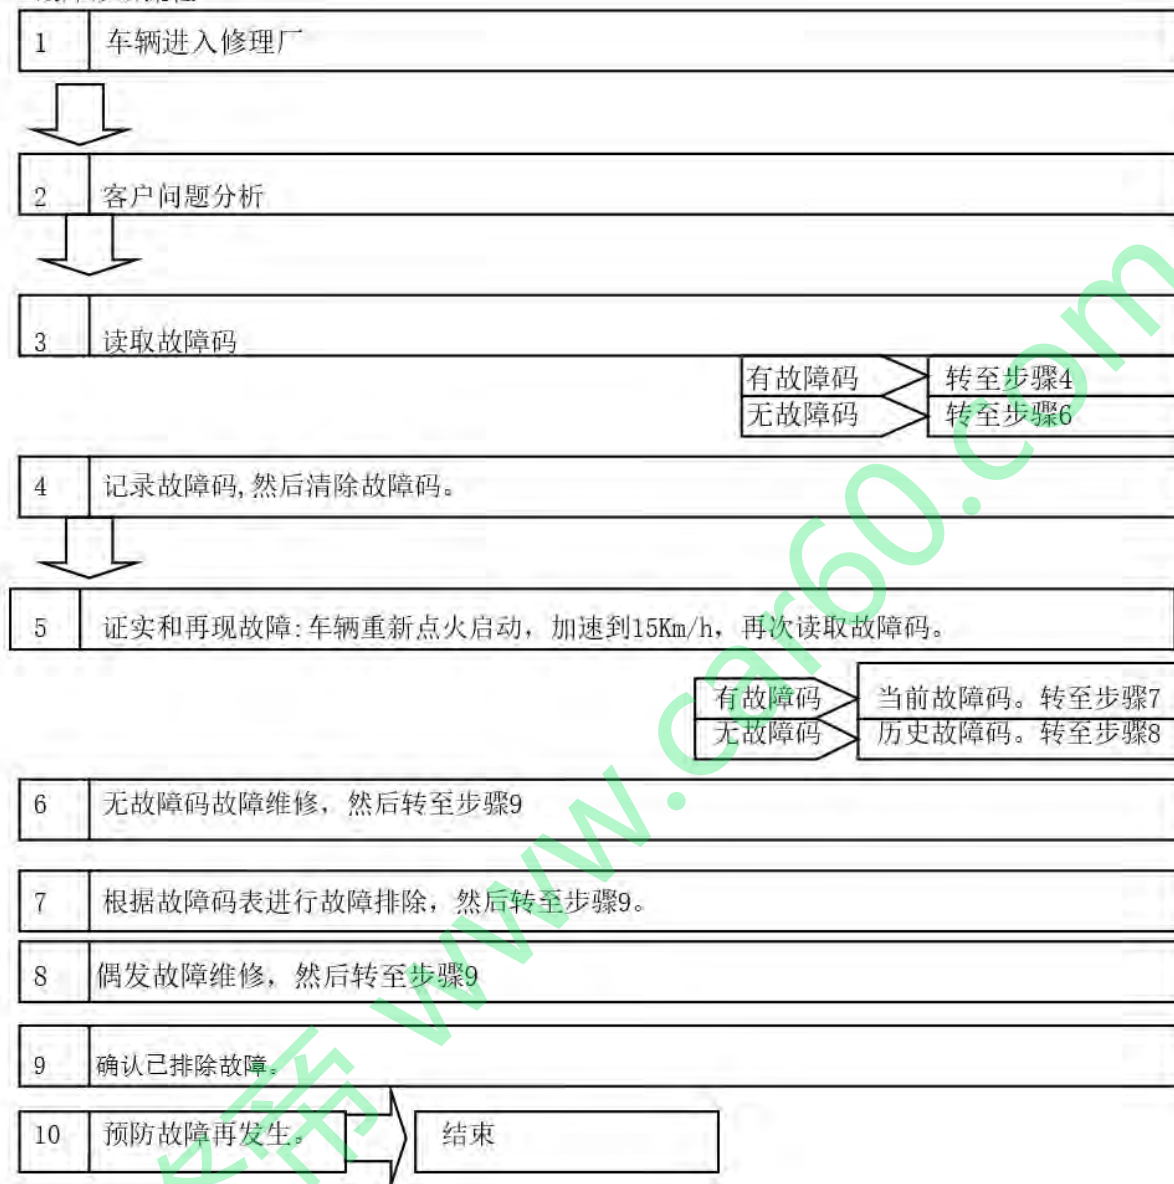 1 车辆进入修理厂
2 客户问题分析
3 读取故障码
有故障码 转至步骤4
无故障码 转至步骤6
4 记录故障码,然后清除故障码。
5 证实和再现故障:车辆重新点火启动，加速到15Km/h，再次读取故障码。
有故障码 当前故障码。转至步骤7
无故障码 历史故障码。转至步骤8
6 无故障码故障维修，然后转至步骤9
7 根据故障码表进行故障排除，然后转至步骤9。
8 偶发故障维修，然后转至步骤9
9 确认已排除故障。
10 预防故障再发生。 结束
帝 www.car60.com